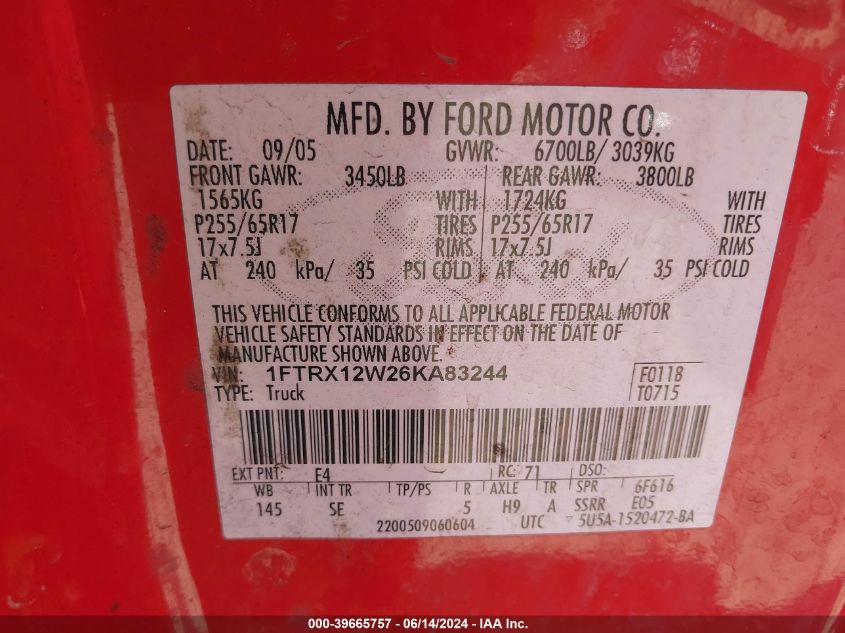 MFD. BY FORD MOTOR CO.
DATE: 09/05 GVWR: 6700LB/ 3039KG
FRONT GAWR: 3450LB REAR GAWR: 3800LB
1565KG WITH 1724KG WITH
P255/65R17 TIRES P255/65R17 TIRES
17x7.5J RIMS 17x7.5J RIMS
AT 240 kPa/ 35 PSI COLD AT 240 kPa/ 35 PSI COLD
THIS VEHICLE CONFORMS TO ALL APPLICABLE FEDERAL MOTOR
VEHICLE SAFETY STANDARDS IN EFFECT ON THE DATE OF
MANUFACTURE SHOWN ABOVE.
VIN: 1FTRX12W26KA83244 F0118
TYPE: Truck T0715
EXT PNT: E4 RC: 71 DSO:
WB INT TR TP/PS R AXLE TR SPR 6F616
145 SE 5 H9 A SSRR E05
2200509060604 UTC 5U5A-1520472-BA
000-39665757 - 06/14/2024 - IAA Inc.